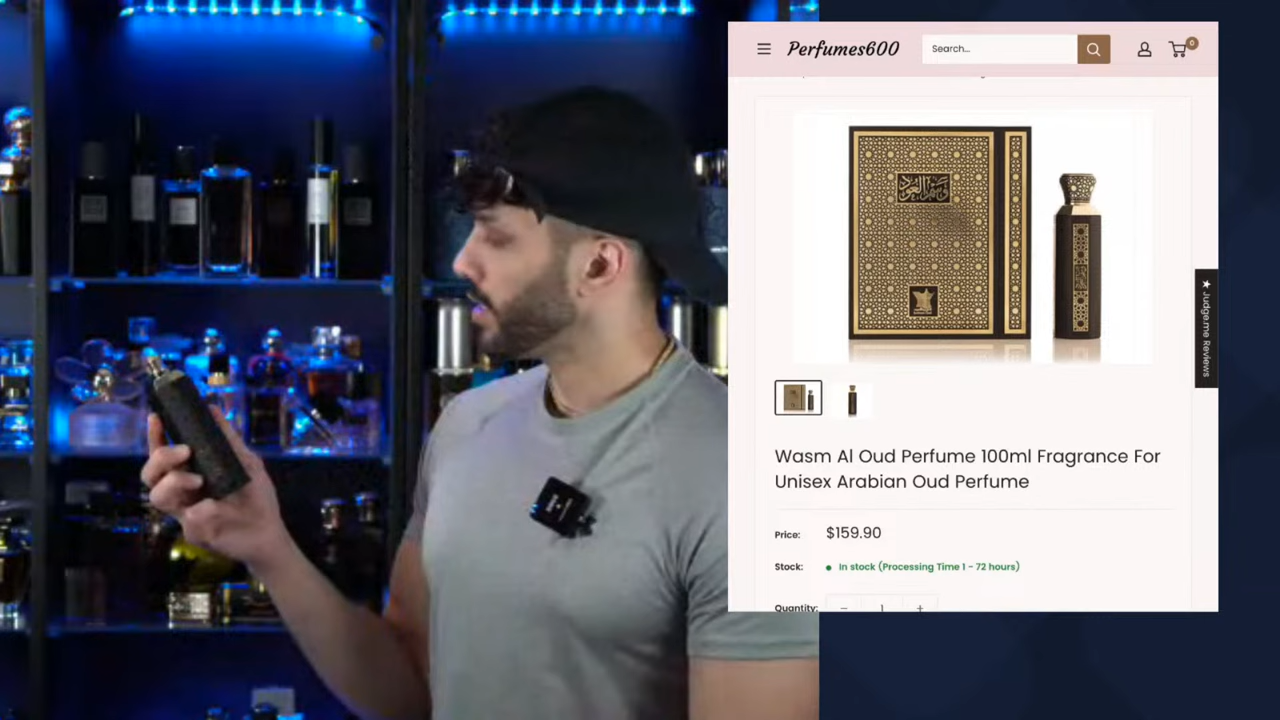 Perfumes600
Search...
0
★ Judge.me Reviews
Wasm Al Oud Perfume 100ml Fragrance For
Unisex Arabian Oud Perfume
Price: $159.90
Stock: In stock (Processing Time 1 - 72 hours)
Quantity: − 1 +